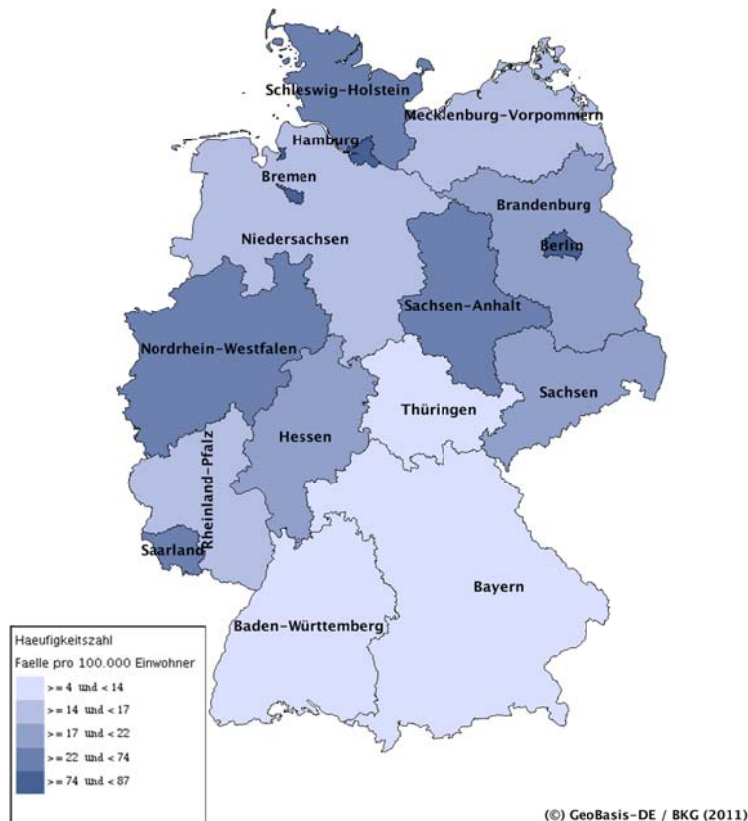 Schleswig-Holstein
Mecklenburg-Vorpommern
Hamburg
Bremen
Brandenburg
Niedersachsen
Berlin
Sachsen-Anhalt
Nordrhein-Westfalen
Sachsen
Thüringen
Hessen
Rheinland-Pfalz
Saarland
Bayern
Baden-Württemberg
Haeufigkeitszahl
Faelle pro 100.000 Einwohner
>= 4 und < 14
>= 14 und < 17
>= 17 und < 22
>= 22 und < 74
>= 74 und < 87
(©) GeoBasis-DE / BKG (2011)